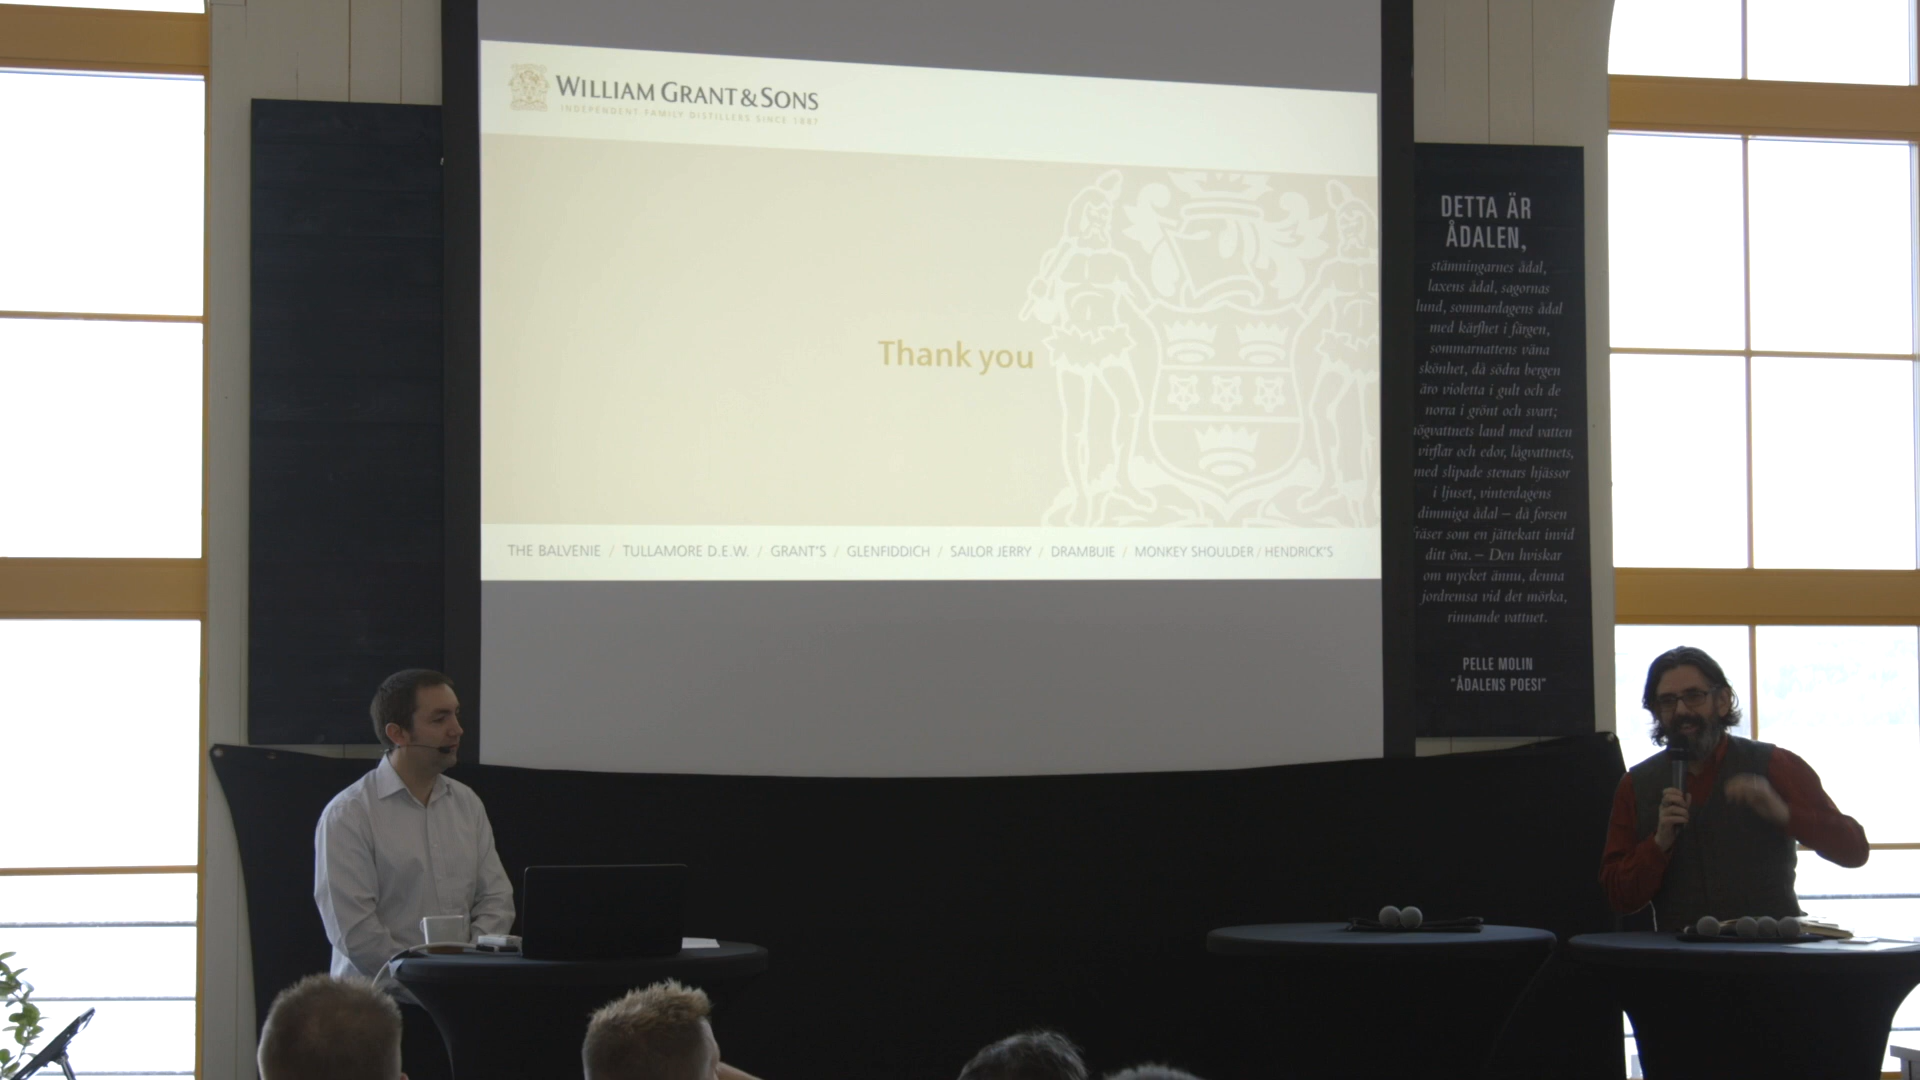 WILLIAM GRANT & SONS
INDEPENDENT FAMILY DISTILLERS SINCE 1887
Thank you
THE BALVENIE / TULLAMORE D.E.W. / GRANT'S / GLENFIDDICH / SAILOR JERRY / DRAMBUIE / MONKEY SHOULDER / HENDRICK'S
DETTA ÄR
ÅDALEN,
stämningarnes ådal,
laxens ådal, sagornas
lund, sommardagens ådal
med kärfhet i färgen,
sommarnattens väna
skönhet, då södra bergen
äro violetta i gult och de
norra i grönt och svart;
högvattnets land med vatten
virflar och edor, lågvattnets,
med slipade stenars hjässor
i ljuset, vinterdagens
dimmiga ådal – då forsen
fräser som en jättekatt invid
ditt öra. – Den hviskar
om mycket ännu, denna
jordremsa vid det mörka,
rinnande vattnet.
PELLE MOLIN
"ÅDALENS POESI"